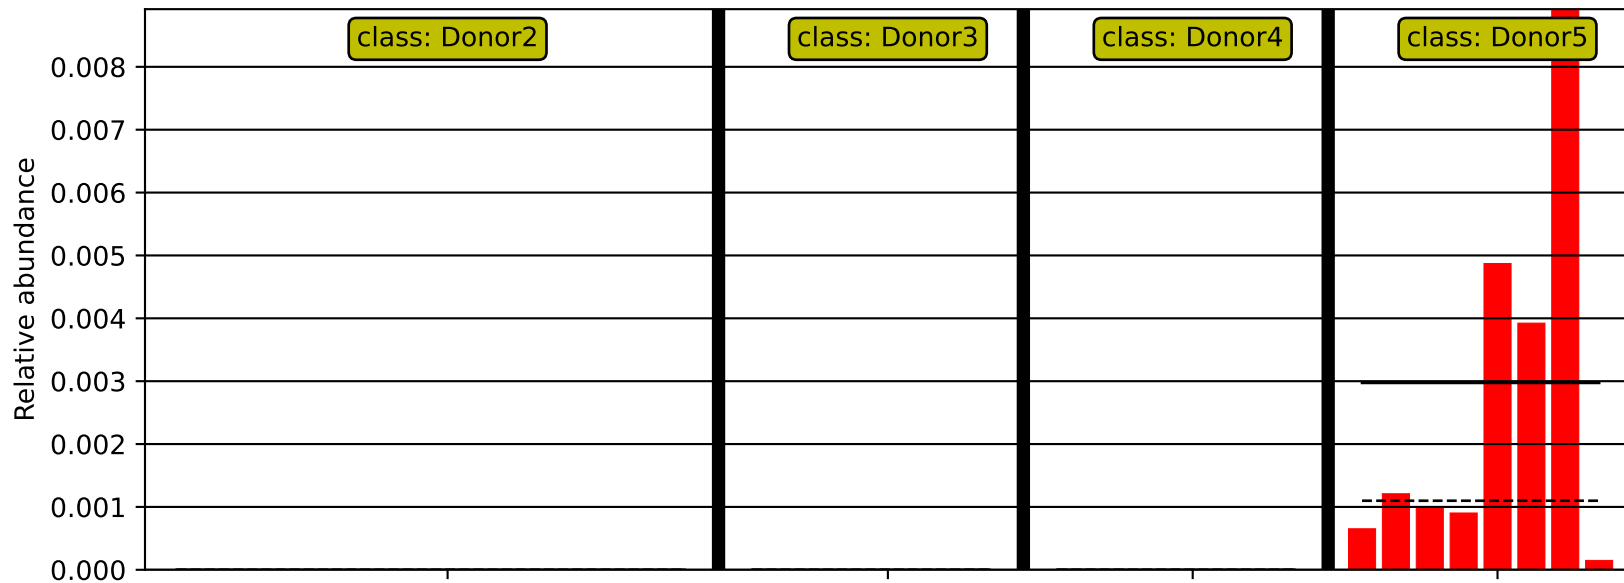 class: Donor2
class: Donor3
class: Donor4
class: Donor5
Relative abundance
0.008
0.007
0.006
0.005
0.004
0.003
0.002
0.001
0.000